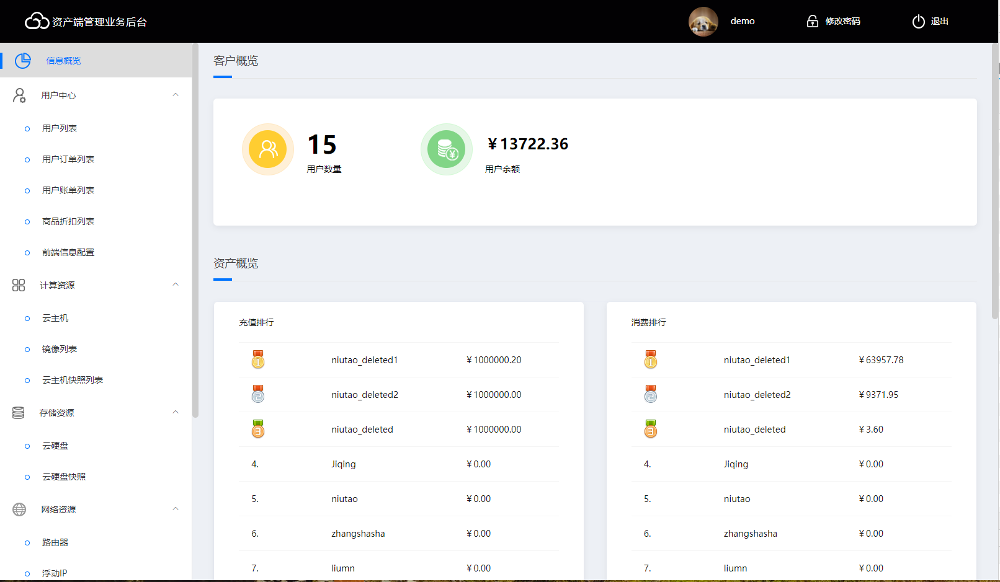 资产端管理业务后台
demo
修改密码
退出
信息概览
用户中心
用户列表
用户订单列表
用户账单列表
商品折扣列表
前端信息配置
计算资源
云主机
镜像列表
云主机快照列表
存储资源
云硬盘
云硬盘快照
网络资源
路由器
浮动IP
客户概览
15
用户数量
¥13722.36
用户余额
资产概览
充值排行
1 niutao_deleted1 ¥1000000.20
2 niutao_deleted2 ¥1000000.00
3 niutao_deleted ¥1000000.00
4. Jiqing ¥0.00
5. niutao ¥0.00
6. zhangshasha ¥0.00
7. liumn ¥0.00
消费排行
1 niutao_deleted1 ¥63957.78
2 niutao_deleted2 ¥9371.95
3 niutao_deleted ¥3.60
4. Jiqing ¥0.00
5. niutao ¥0.00
6. zhangshasha ¥0.00
7. liumn ¥0.00